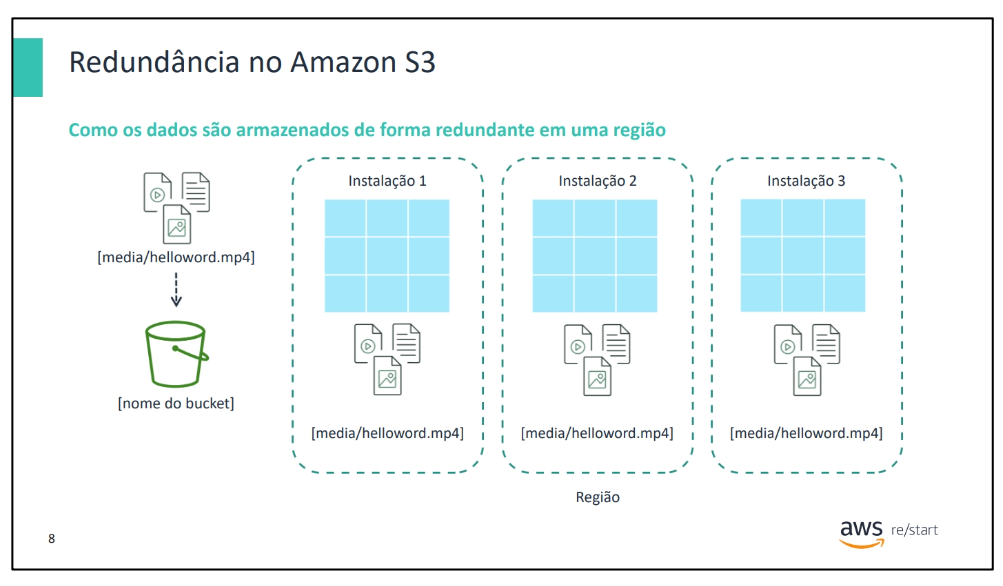 Redundância no Amazon S3
Como os dados são armazenados de forma redundante em uma região
[media/helloword.mp4]
[nome do bucket]
Instalação 1
[media/helloword.mp4]
Instalação 2
[media/helloword.mp4]
Instalação 3
[media/helloword.mp4]
Região
8
aws re/start